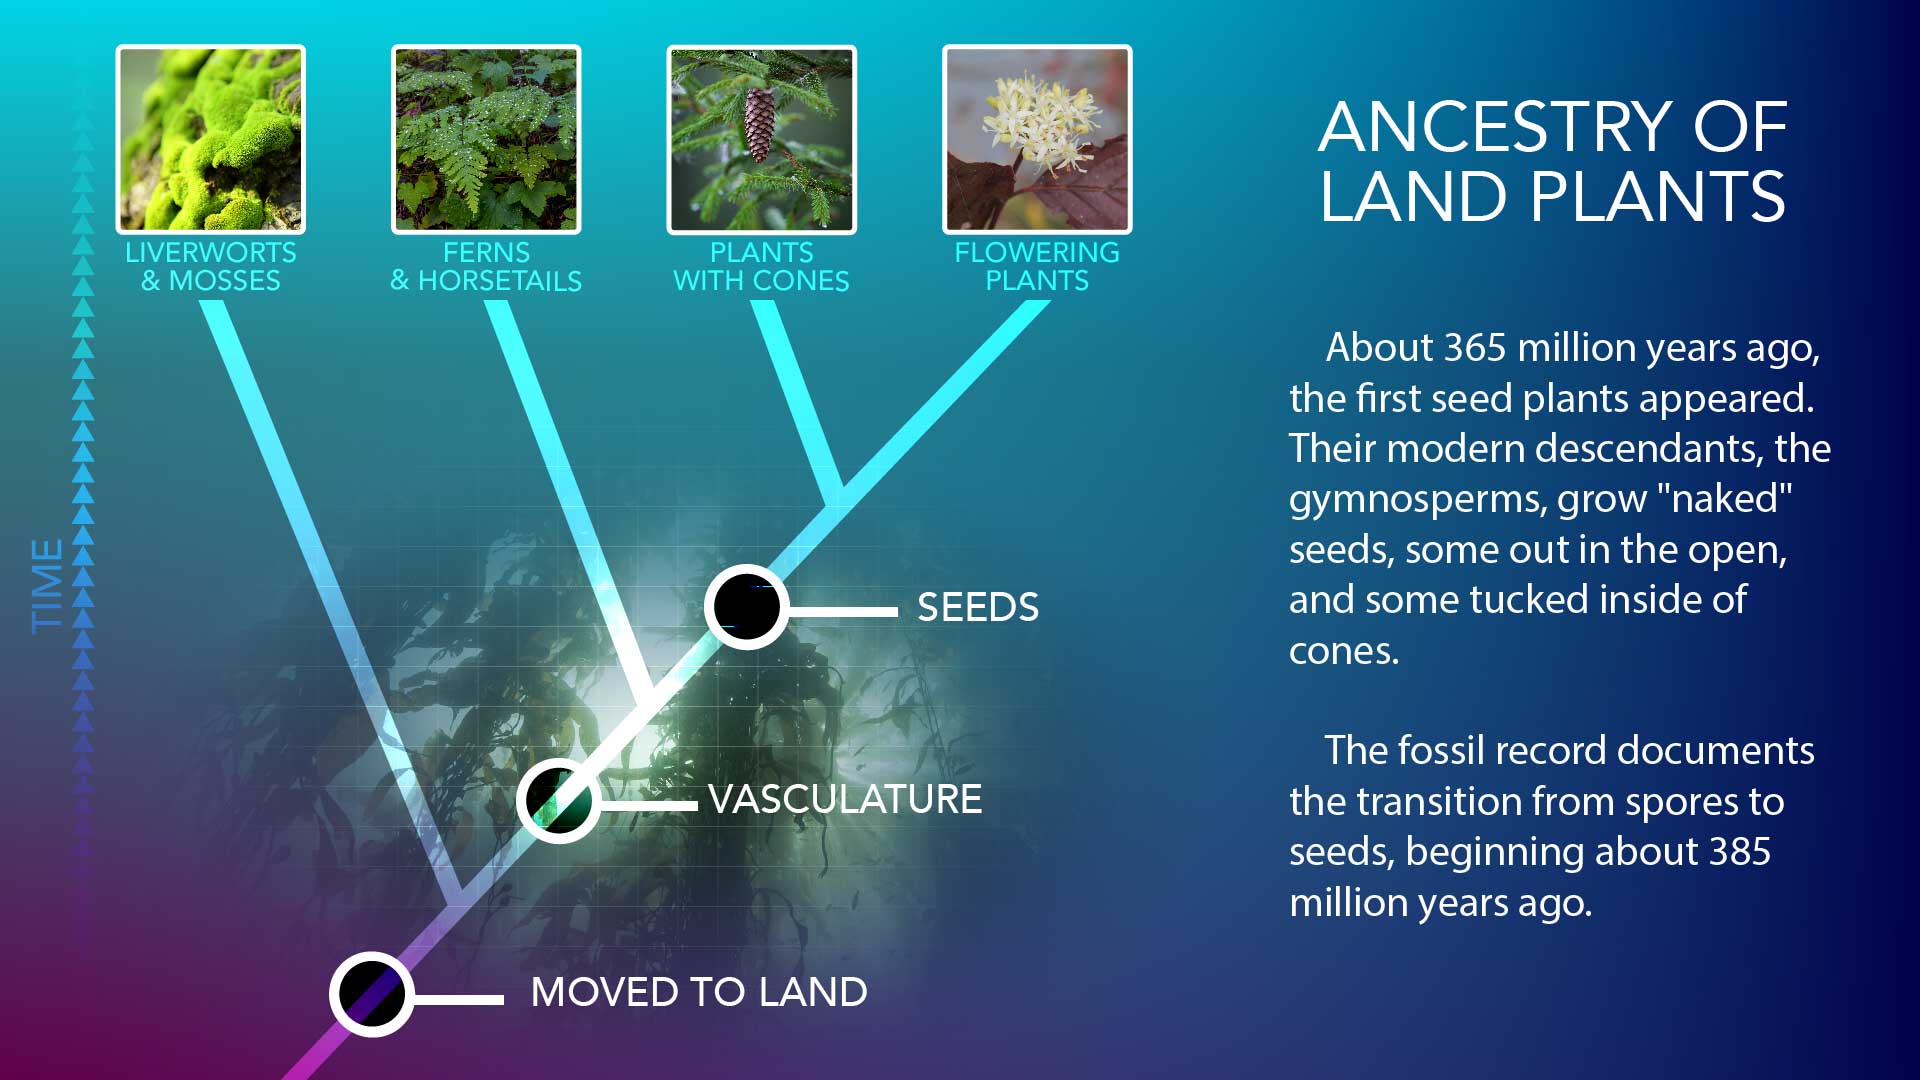 LIVERWORTS
& MOSSES
FERNS
& HORSETAILS
PLANTS
WITH CONES
FLOWERING
PLANTS
TIME
SEEDS
VASCULATURE
MOVED TO LAND
ANCESTRY OF
LAND PLANTS
About 365 million years ago,
the first seed plants appeared.
Their modern descendants, the
gymnosperms, grow "naked"
seeds, some out in the open,
and some tucked inside of
cones.
The fossil record documents
the transition from spores to
seeds, beginning about 385
million years ago.